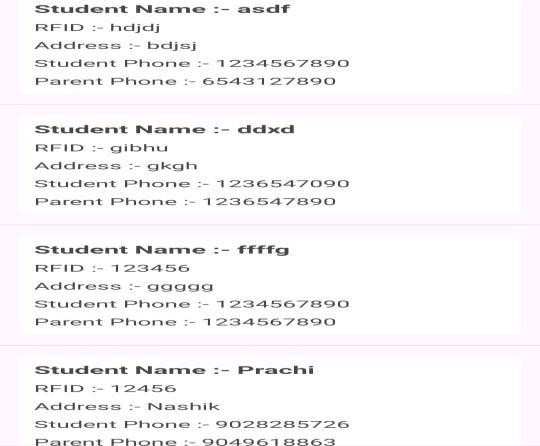 Student Name :- asdf
RFID :- hdjdj
Address :- bdjsj
Student Phone :- 1234567890
Parent Phone :- 6543127890
Student Name :- ddxd
RFID :- gibhu
Address :- gkgh
Student Phone :- 1236547090
Parent Phone :- 1236547890
Student Name :- ffffg
RFID :- 123456
Address :- ggggg
Student Phone :- 1234567890
Parent Phone :- 1234567890
Student Name :- Prachi
RFID :- 12456
Address :- Nashik
Student Phone :- 9028285726
Parent Phone :- 9049618863